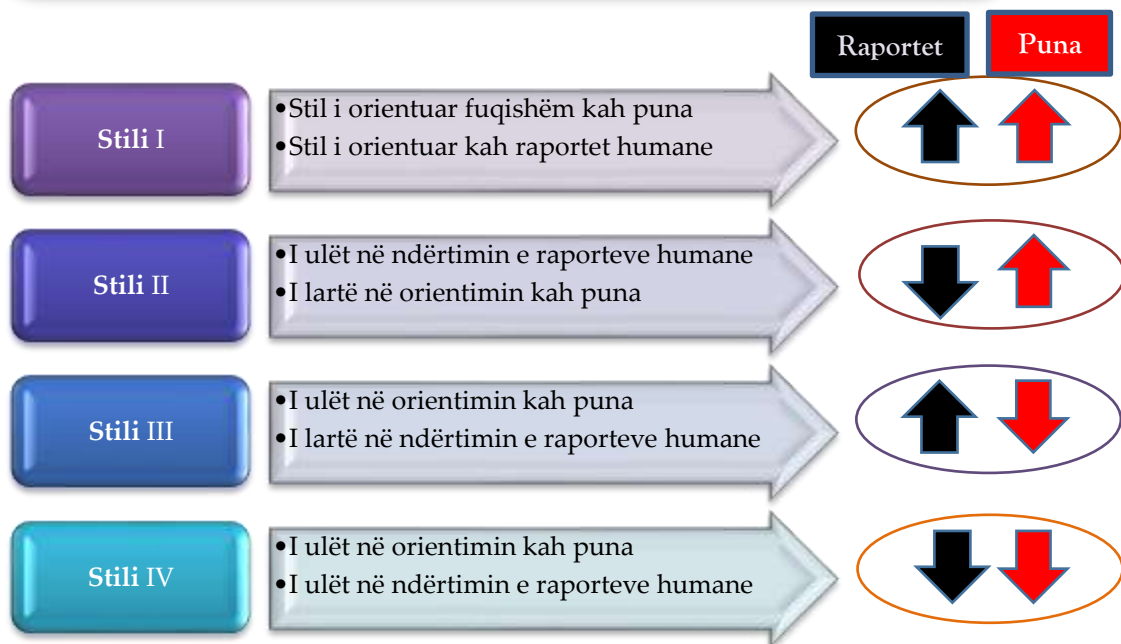 Raportet
Puna
Stili I
•Stil i orientuar fuqishëm kah puna
•Stil i orientuar kah raportet humane
Stili II
•I ulët në ndërtimin e raporteve humane
•I lartë në orientimin kah puna
Stili III
•I ulët në orientimin kah puna
•I lartë në ndërtimin e raporteve humane
Stili IV
•I ulët në orientimin kah puna
•I ulët në ndërtimin e raporteve humane